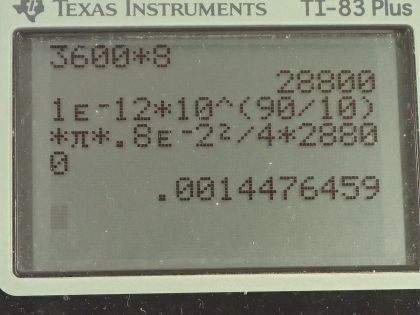 TEXAS INSTRUMENTS TI-83 Plus
3600*8
28800
1ᴇ-12*10^(90/10)
*π*.8ᴇ-2²/4*2880
0
.0014476459